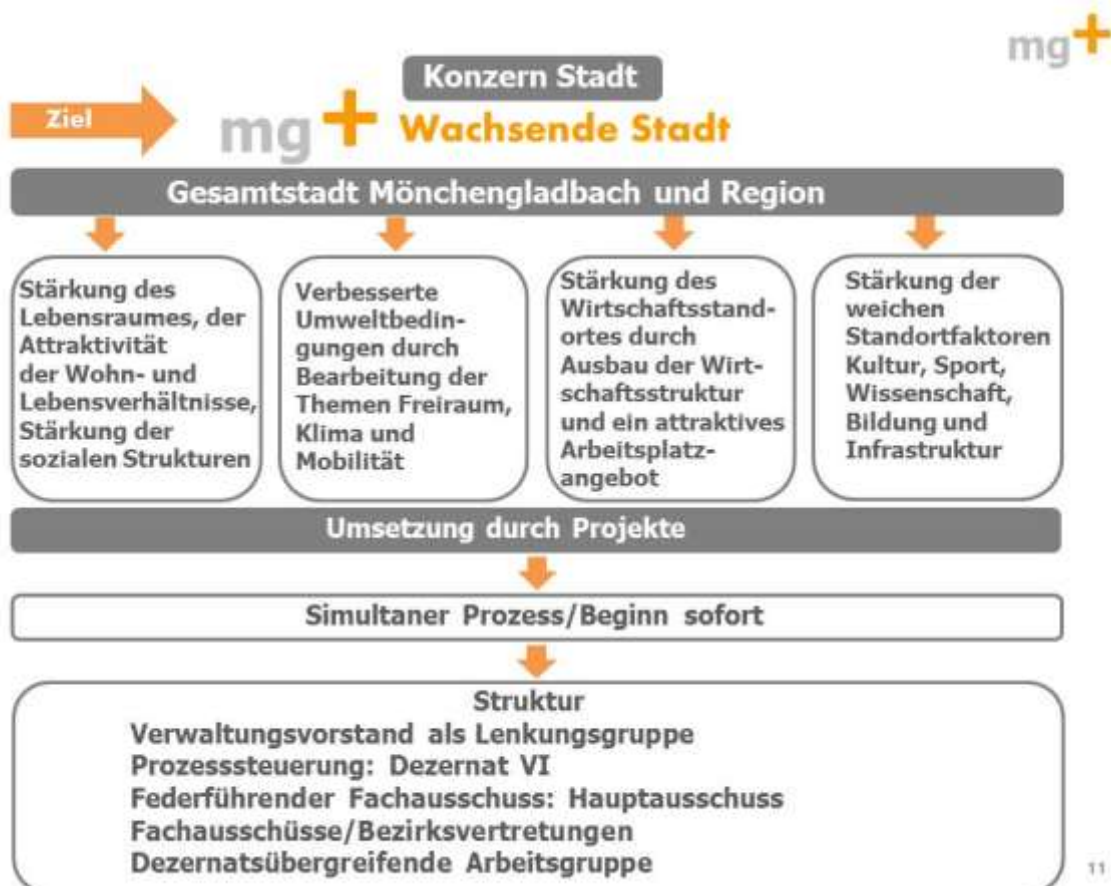 mg+
Konzern Stadt
Ziel
mg+ Wachsende Stadt
Gesamtstadt Mönchengladbach und Region
Stärkung des
Lebensraumes, der
Attraktivität
der Wohn- und
Lebensverhältnisse,
Stärkung der
sozialen Strukturen
Verbesserte
Umweltbedin-
gungen durch
Bearbeitung der
Themen Freiraum,
Klima und
Mobilität
Stärkung des
Wirtschaftsstand-
ortes durch
Ausbau der Wirt-
schaftsstruktur
und ein attraktives
Arbeitsplatz-
angebot
Stärkung der
weichen
Standortfaktoren
Kultur, Sport,
Wissenschaft,
Bildung und
Infrastruktur
Umsetzung durch Projekte
Simultaner Prozess/Beginn sofort
Struktur
Verwaltungsvorstand als Lenkungsgruppe
Prozesssteuerung: Dezernat VI
Federführender Fachausschuss: Hauptausschuss
Fachausschüsse/Bezirksvertretungen
Dezernatsübergreifende Arbeitsgruppe
11